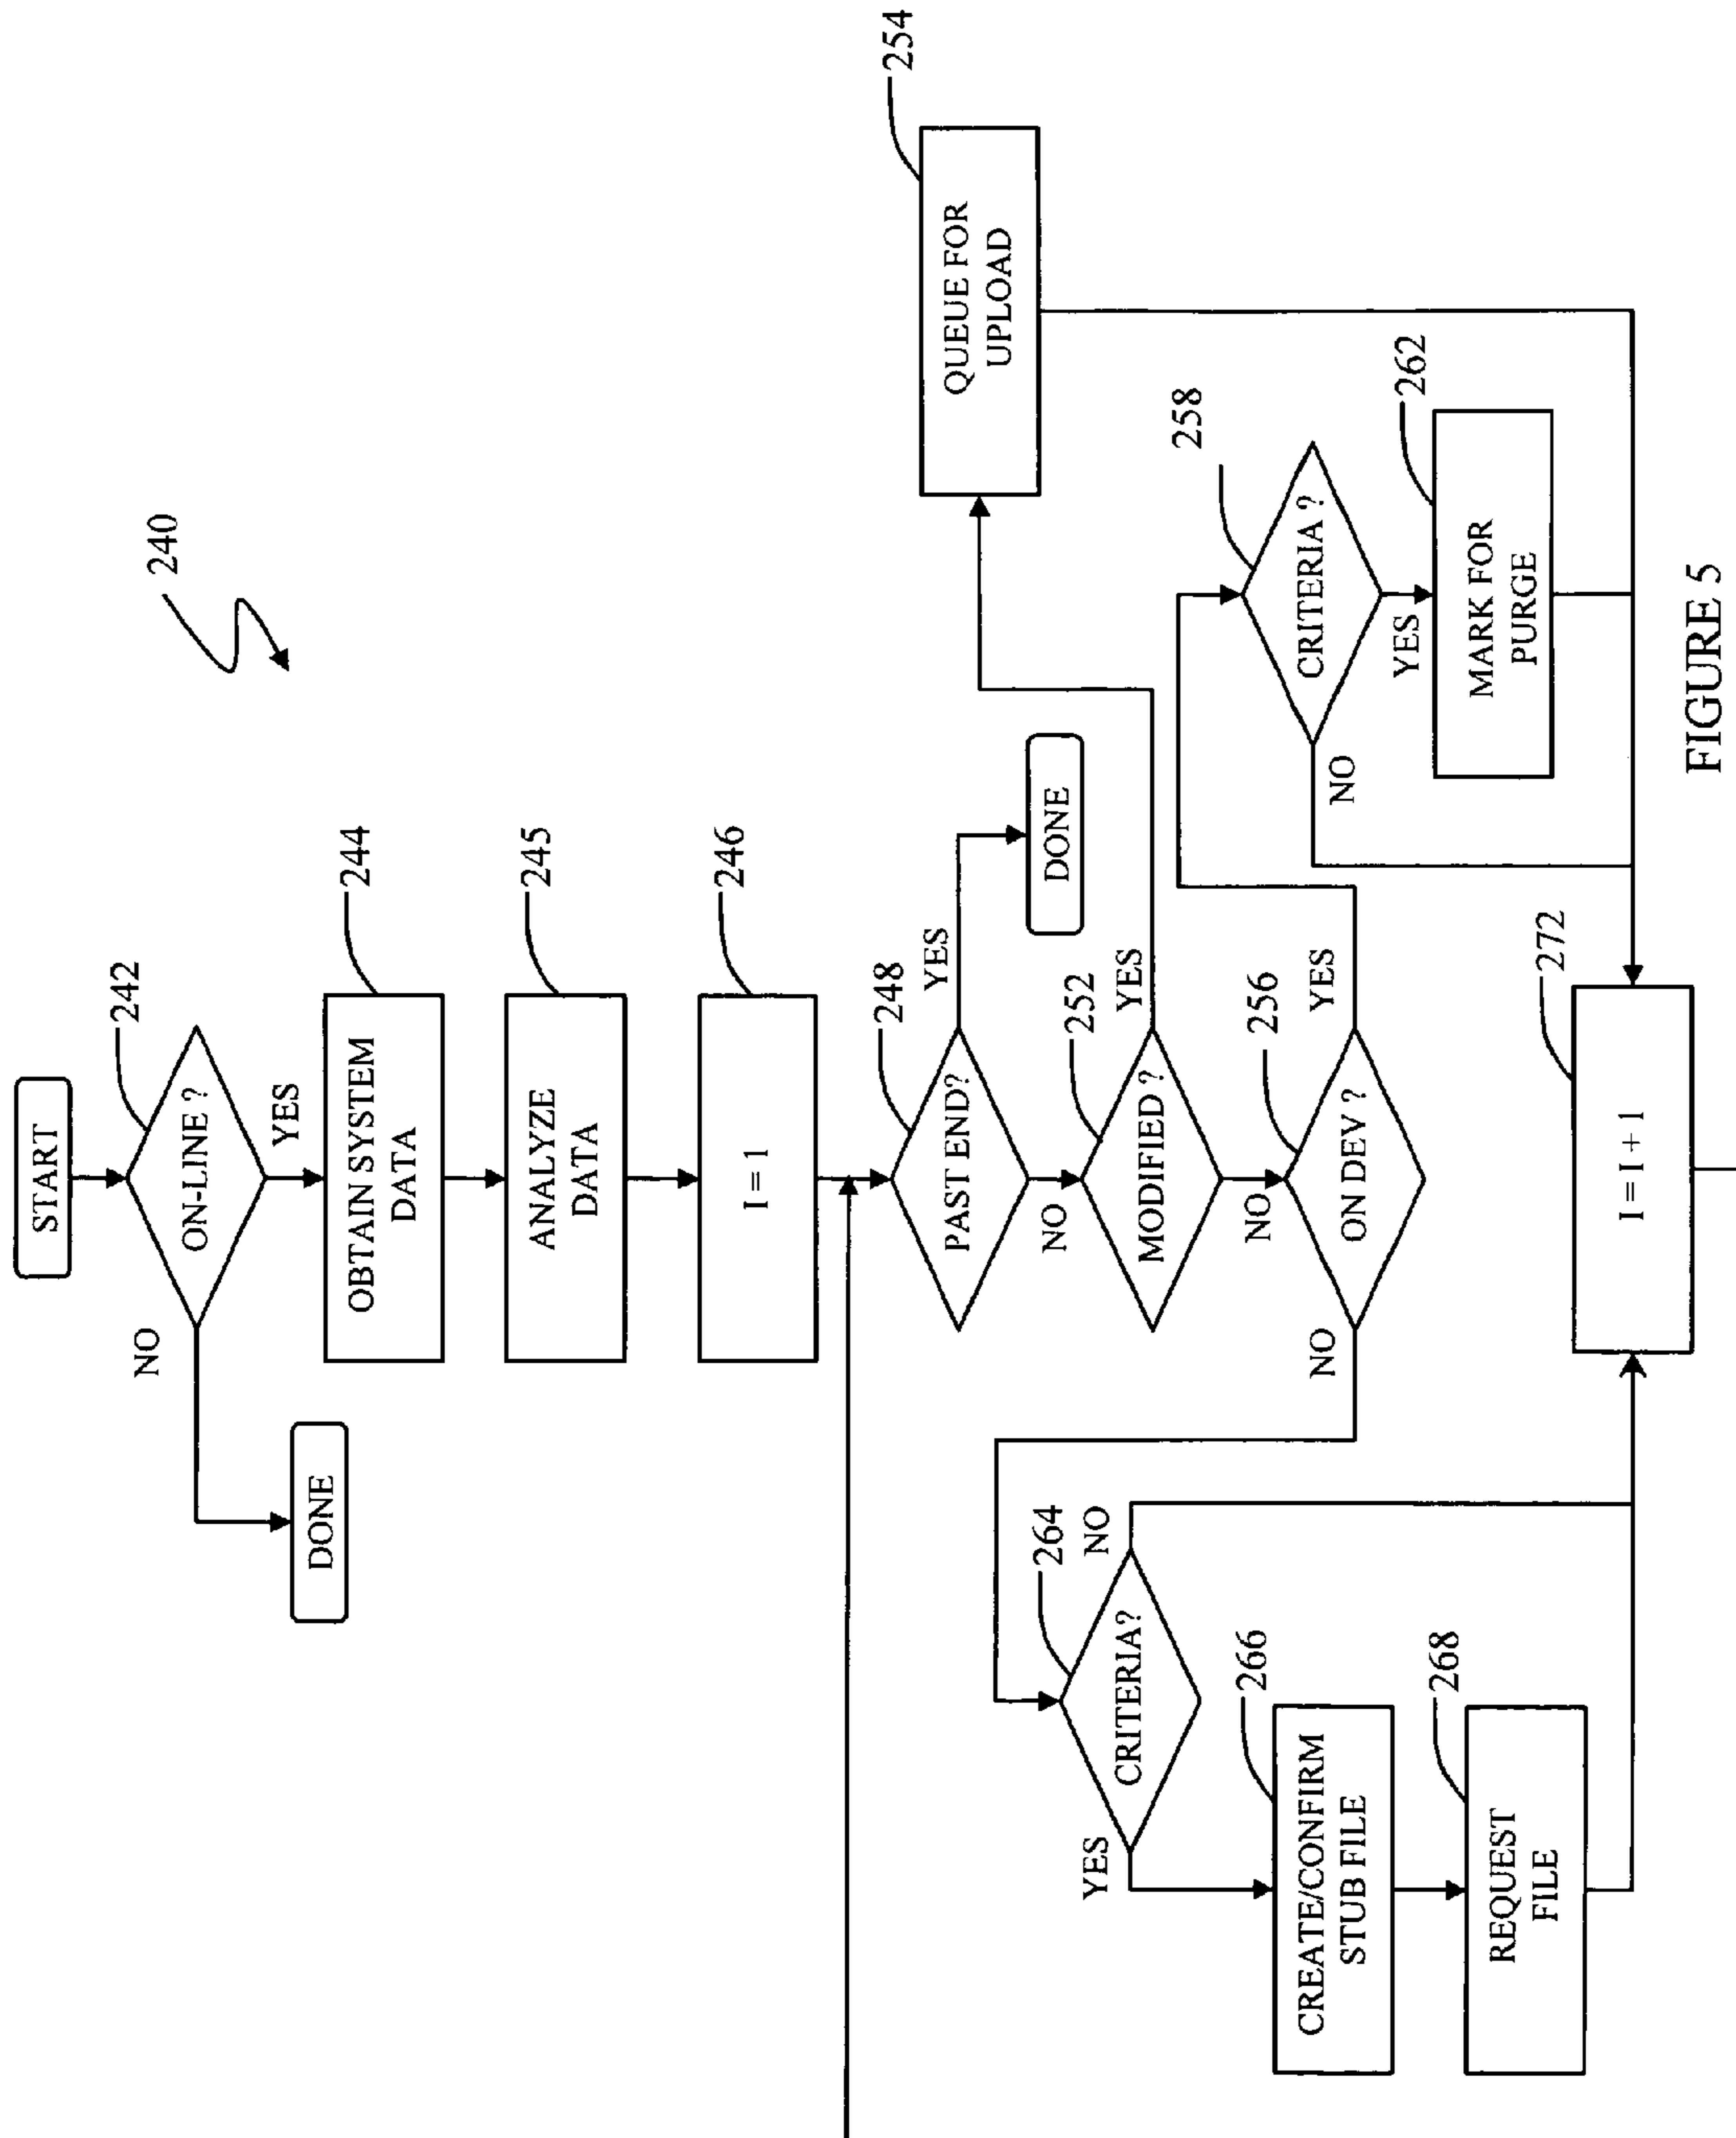 240
START
242
ON-LINE ?
NO
YES
DONE
244
OBTAIN SYSTEM
DATA
245
ANALYZE
DATA
246
I = 1
248
PAST END?
YES
DONE
NO
252
MODIFIED ?
YES
254
QUEUE FOR
UPLOAD
NO
256
ON DEV ?
YES
NO
258
CRITERIA ?
NO
YES
262
MARK FOR
PURGE
264
CRITERIA?
NO
YES
266
CREATE/CONFIRM
STUB FILE
268
REQUEST
FILE
272
I = I + 1
FIGURE 5